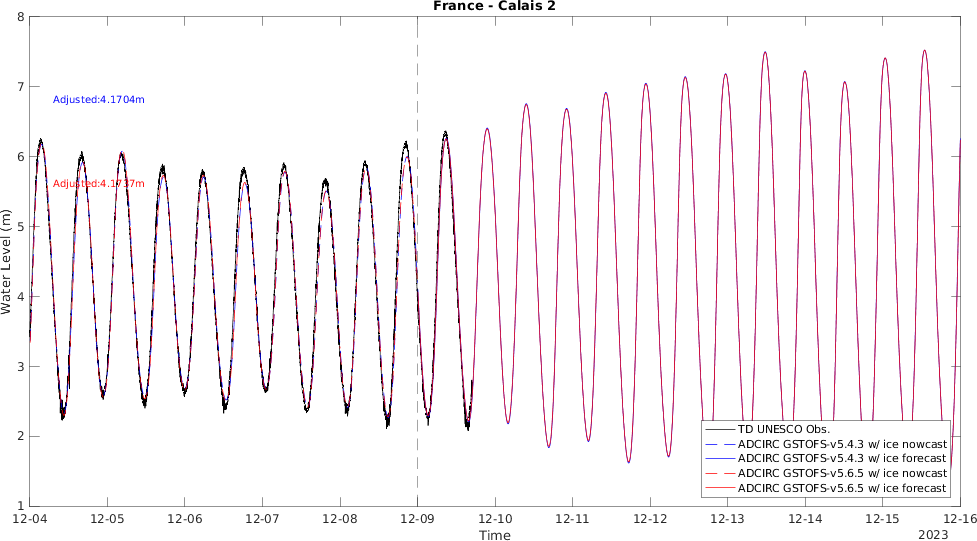 France - Calais 2
8
7
6
5
4
3
2
1
Water Level (m)
Adjusted:4.1704m
Adjusted:4.1737m
TD UNESCO Obs.
ADCIRC GSTOFS-v5.4.3 w/ ice nowcast
ADCIRC GSTOFS-v5.4.3 w/ ice forecast
ADCIRC GSTOFS-v5.6.5 w/ ice nowcast
ADCIRC GSTOFS-v5.6.5 w/ ice forecast
12-04 12-05 12-06 12-07 12-08 12-09 12-10 12-11 12-12 12-13 12-14 12-15 12-16
Time
2023